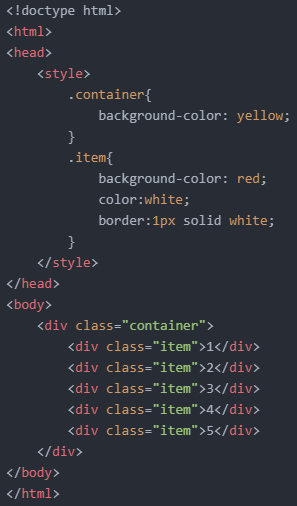 <!doctype html>
<html>
<head>
    <style>
        .container{
            background-color: yellow;
        }
        .item{
            background-color: red;
            color:white;
            border:1px solid white;
        }
    </style>
</head>
<body>
    <div class="container">
        <div class="item">1</div>
        <div class="item">2</div>
        <div class="item">3</div>
        <div class="item">4</div>
        <div class="item">5</div>
    </div>
</body>
</html>